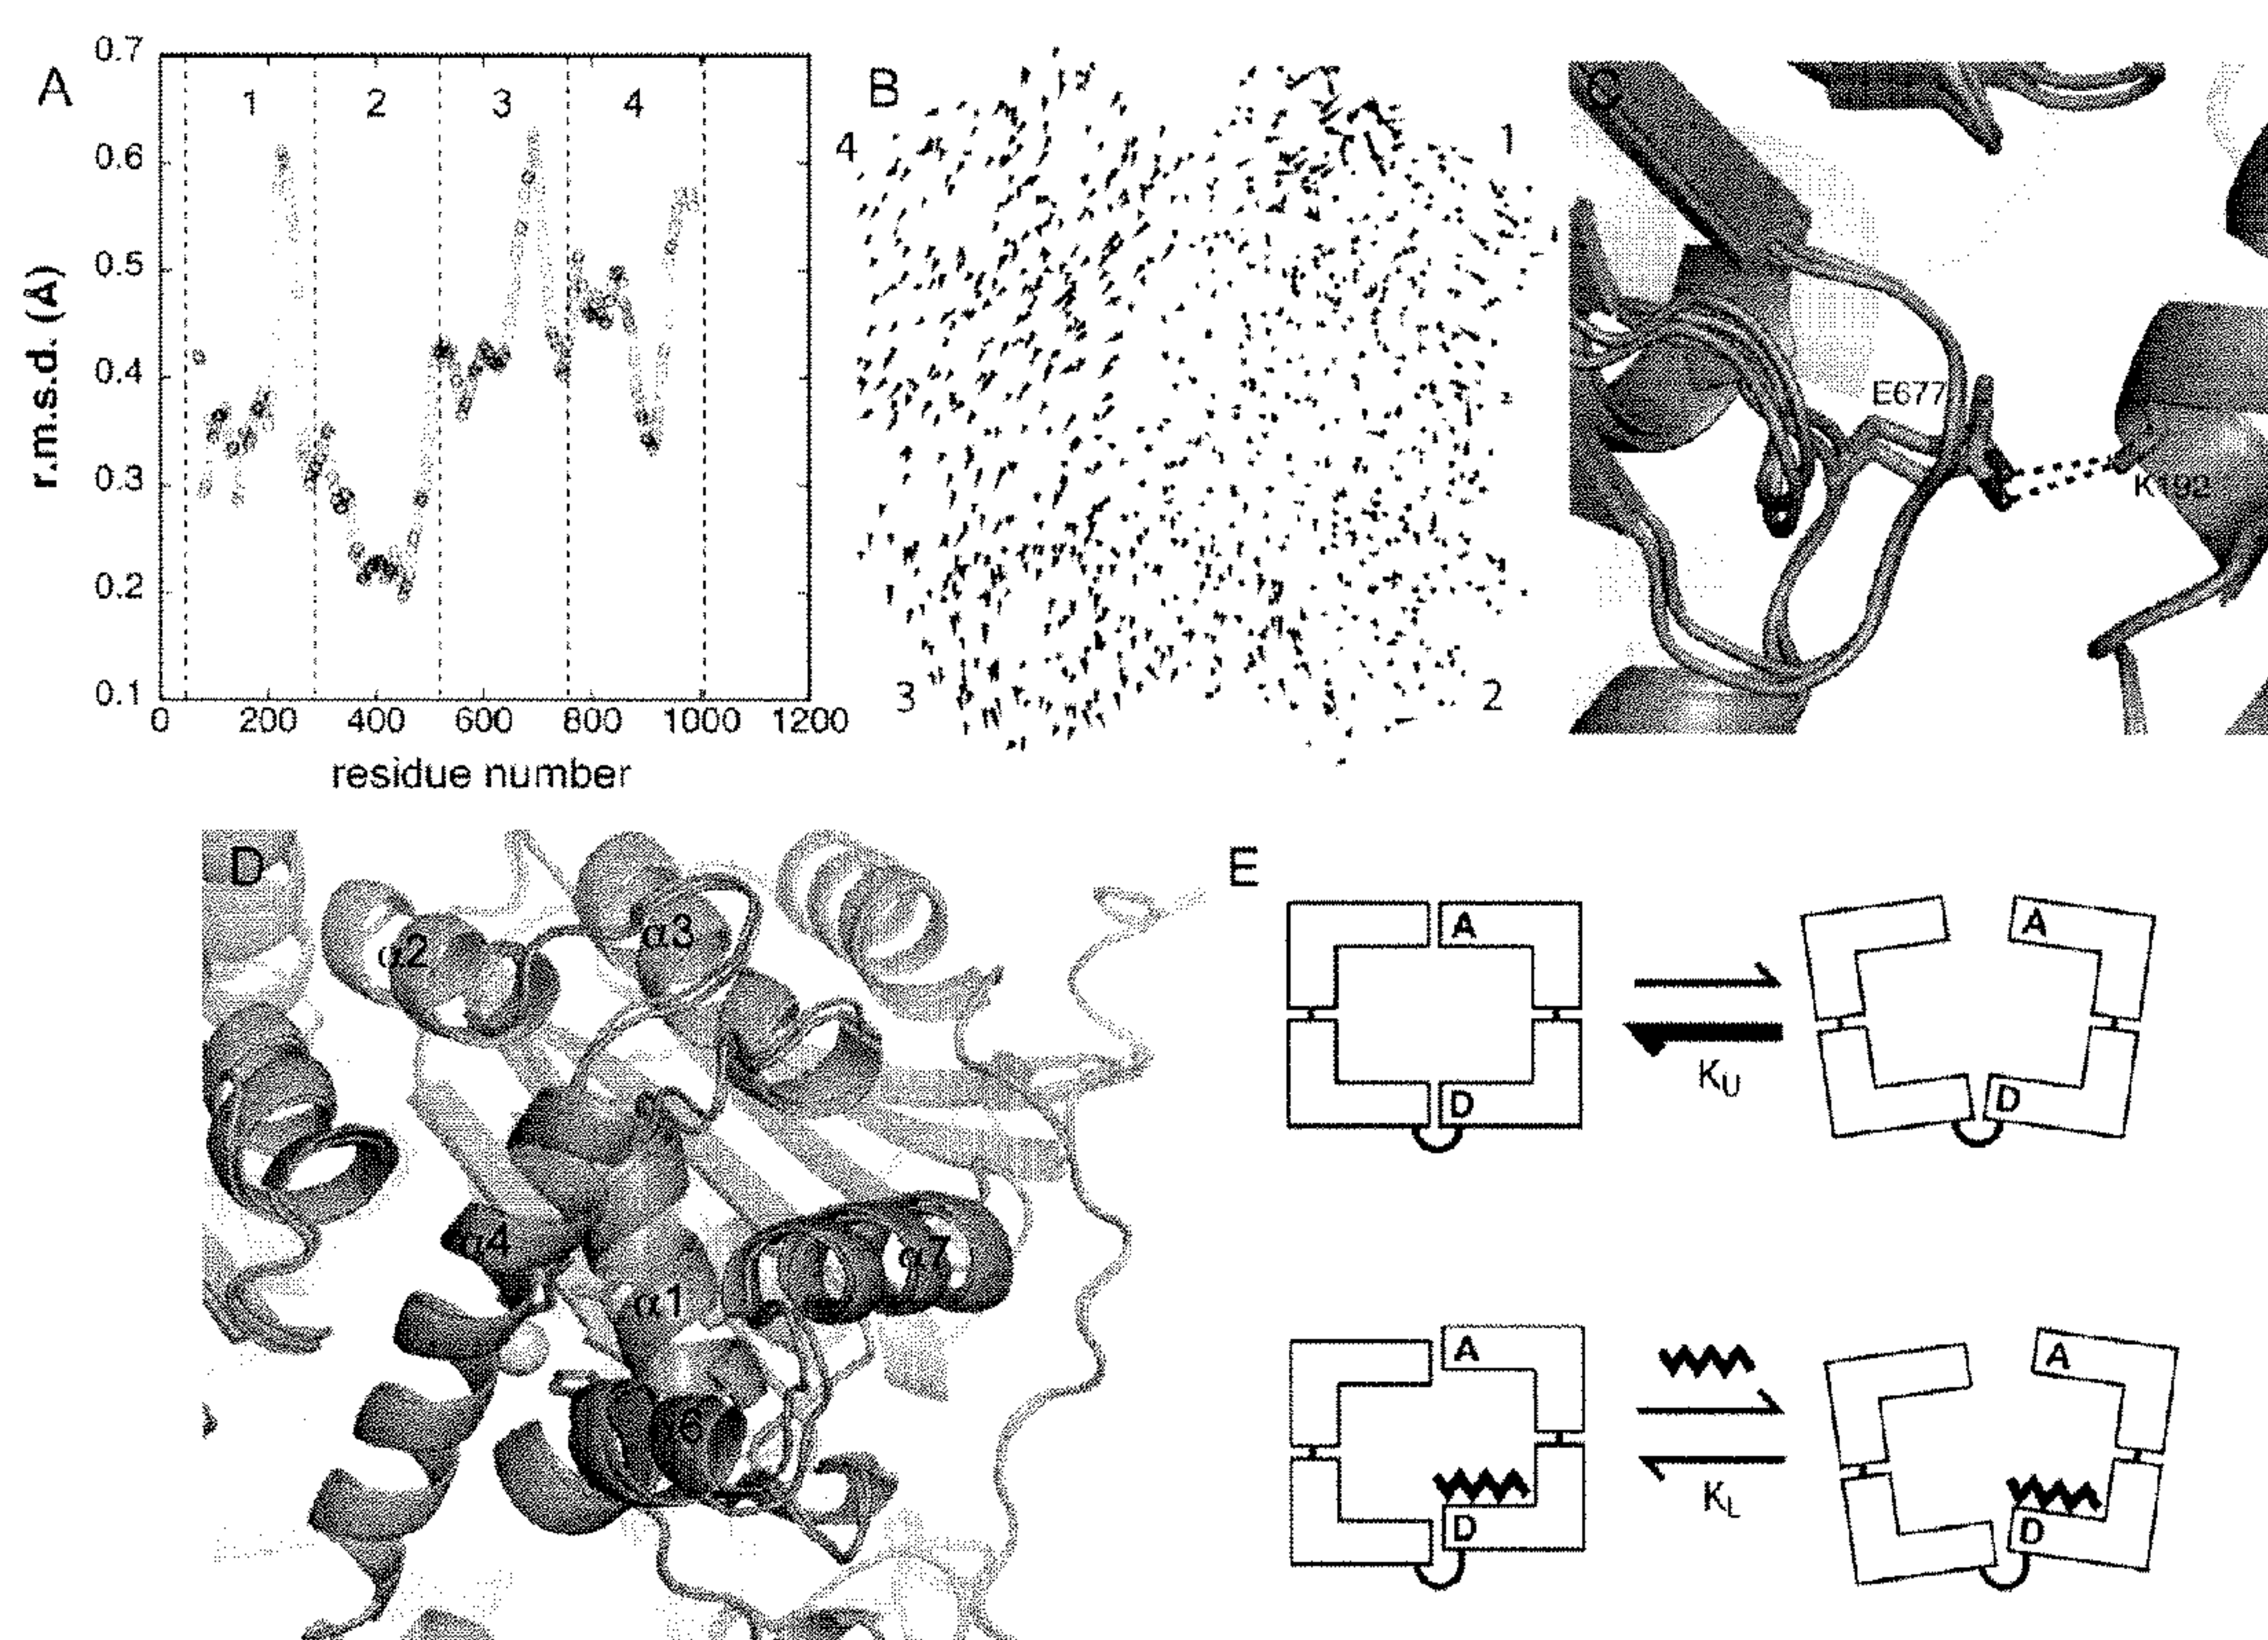 A
0.7
0.6
0.5
0.4
0.3
0.2
0.1
r.m.s.d. (Å)
1
2
3
4
0
200
400
600
800
1000
1200
residue number
B
4
1
3
2
C
E677
K192
D
α2
α3
α4
α1
α7
α6
E
A
D
K_U
A
D
A
D
K_L
A
D